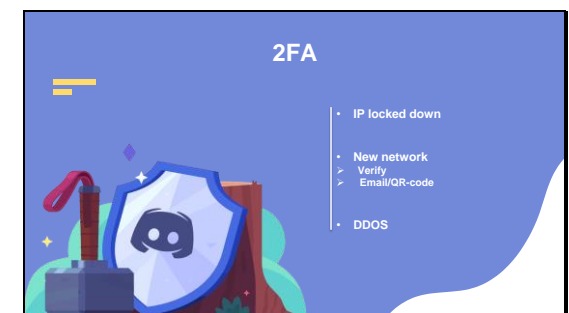 2FA
• IP locked down
• New network
➢ Verify
➢ Email/QR-code
• DDOS